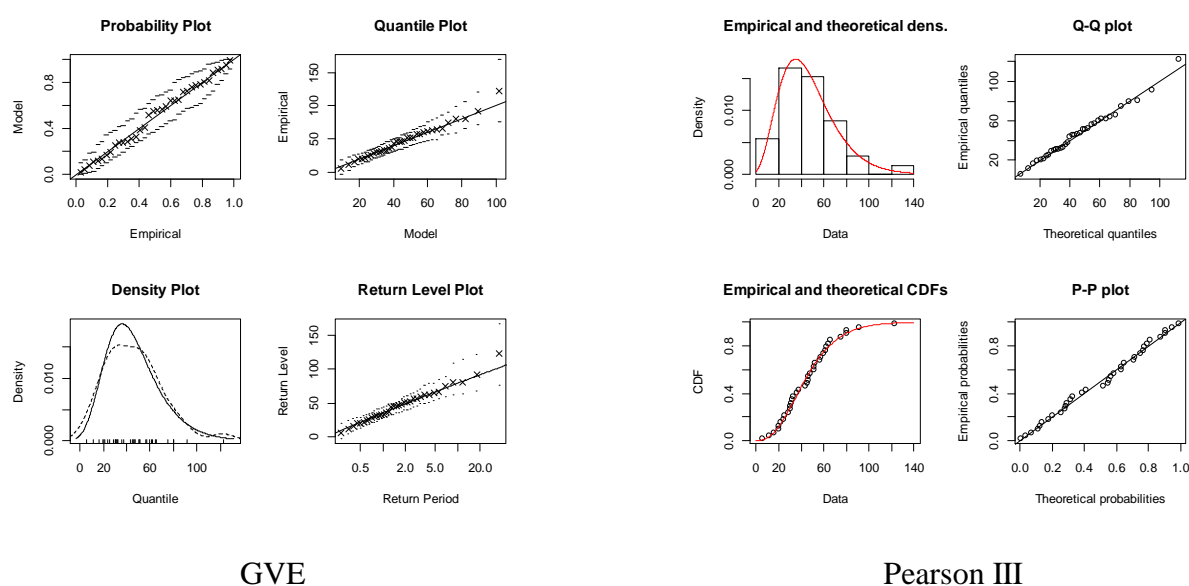 Probability Plot
Model
0.0 0.4 0.8
0.0 0.2 0.4 0.6 0.8 1.0
Empirical
Quantile Plot
Empirical
0 50 100 150
20 40 60 80 100
Model
Density Plot
Density
0.000 0.010
0 20 60 100
Quantile
Return Level Plot
Return Level
0 50 100 150
0.5 2.0 5.0 20.0
Return Period
GVE
Empirical and theoretical dens.
Density
0.000 0.010
0 20 60 100 140
Data
Q-Q plot
Empirical quantiles
20 60 100
20 40 60 80 100
Theoretical quantiles
Empirical and theoretical CDFs
CDF
0.0 0.4 0.8
0 20 60 100 140
Data
P-P plot
Empirical probabilities
0.0 0.4 0.8
0.0 0.2 0.4 0.6 0.8 1.0
Theoretical probabilities
Pearson III